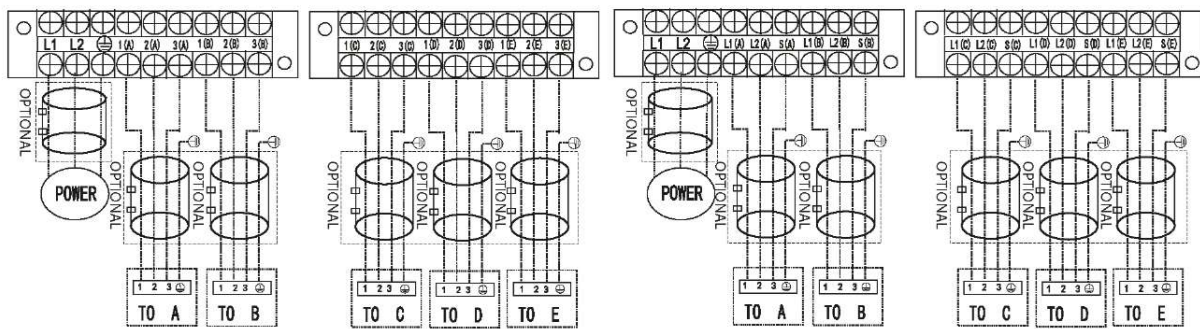 L1 L2 1(A) 2(A) 3(A) 1(B) 2(B) 3(B)
OPTIONAL
POWER
OPTIONAL
OPTIONAL
1 2 3
TO A
1 2 3
TO B
1(C) 2(C) 3(C) 1(D) 2(D) 3(D) 1(E) 2(E) 3(E)
OPTIONAL
OPTIONAL
OPTIONAL
1 2 3
TO C
1 2 3
TO D
1 2 3
TO E
L1 L2 L1(A) L2(A) S(A) L1(B) L2(B) S(B)
OPTIONAL
POWER
OPTIONAL
OPTIONAL
1 2 3
TO A
1 2 3
TO B
L1(C) L2(C) S(C) L1(D) L2(D) S(D) L1(E) L2(E) S(E)
OPTIONAL
OPTIONAL
OPTIONAL
1 2 3
TO C
1 2 3
TO D
1 2 3
TO E